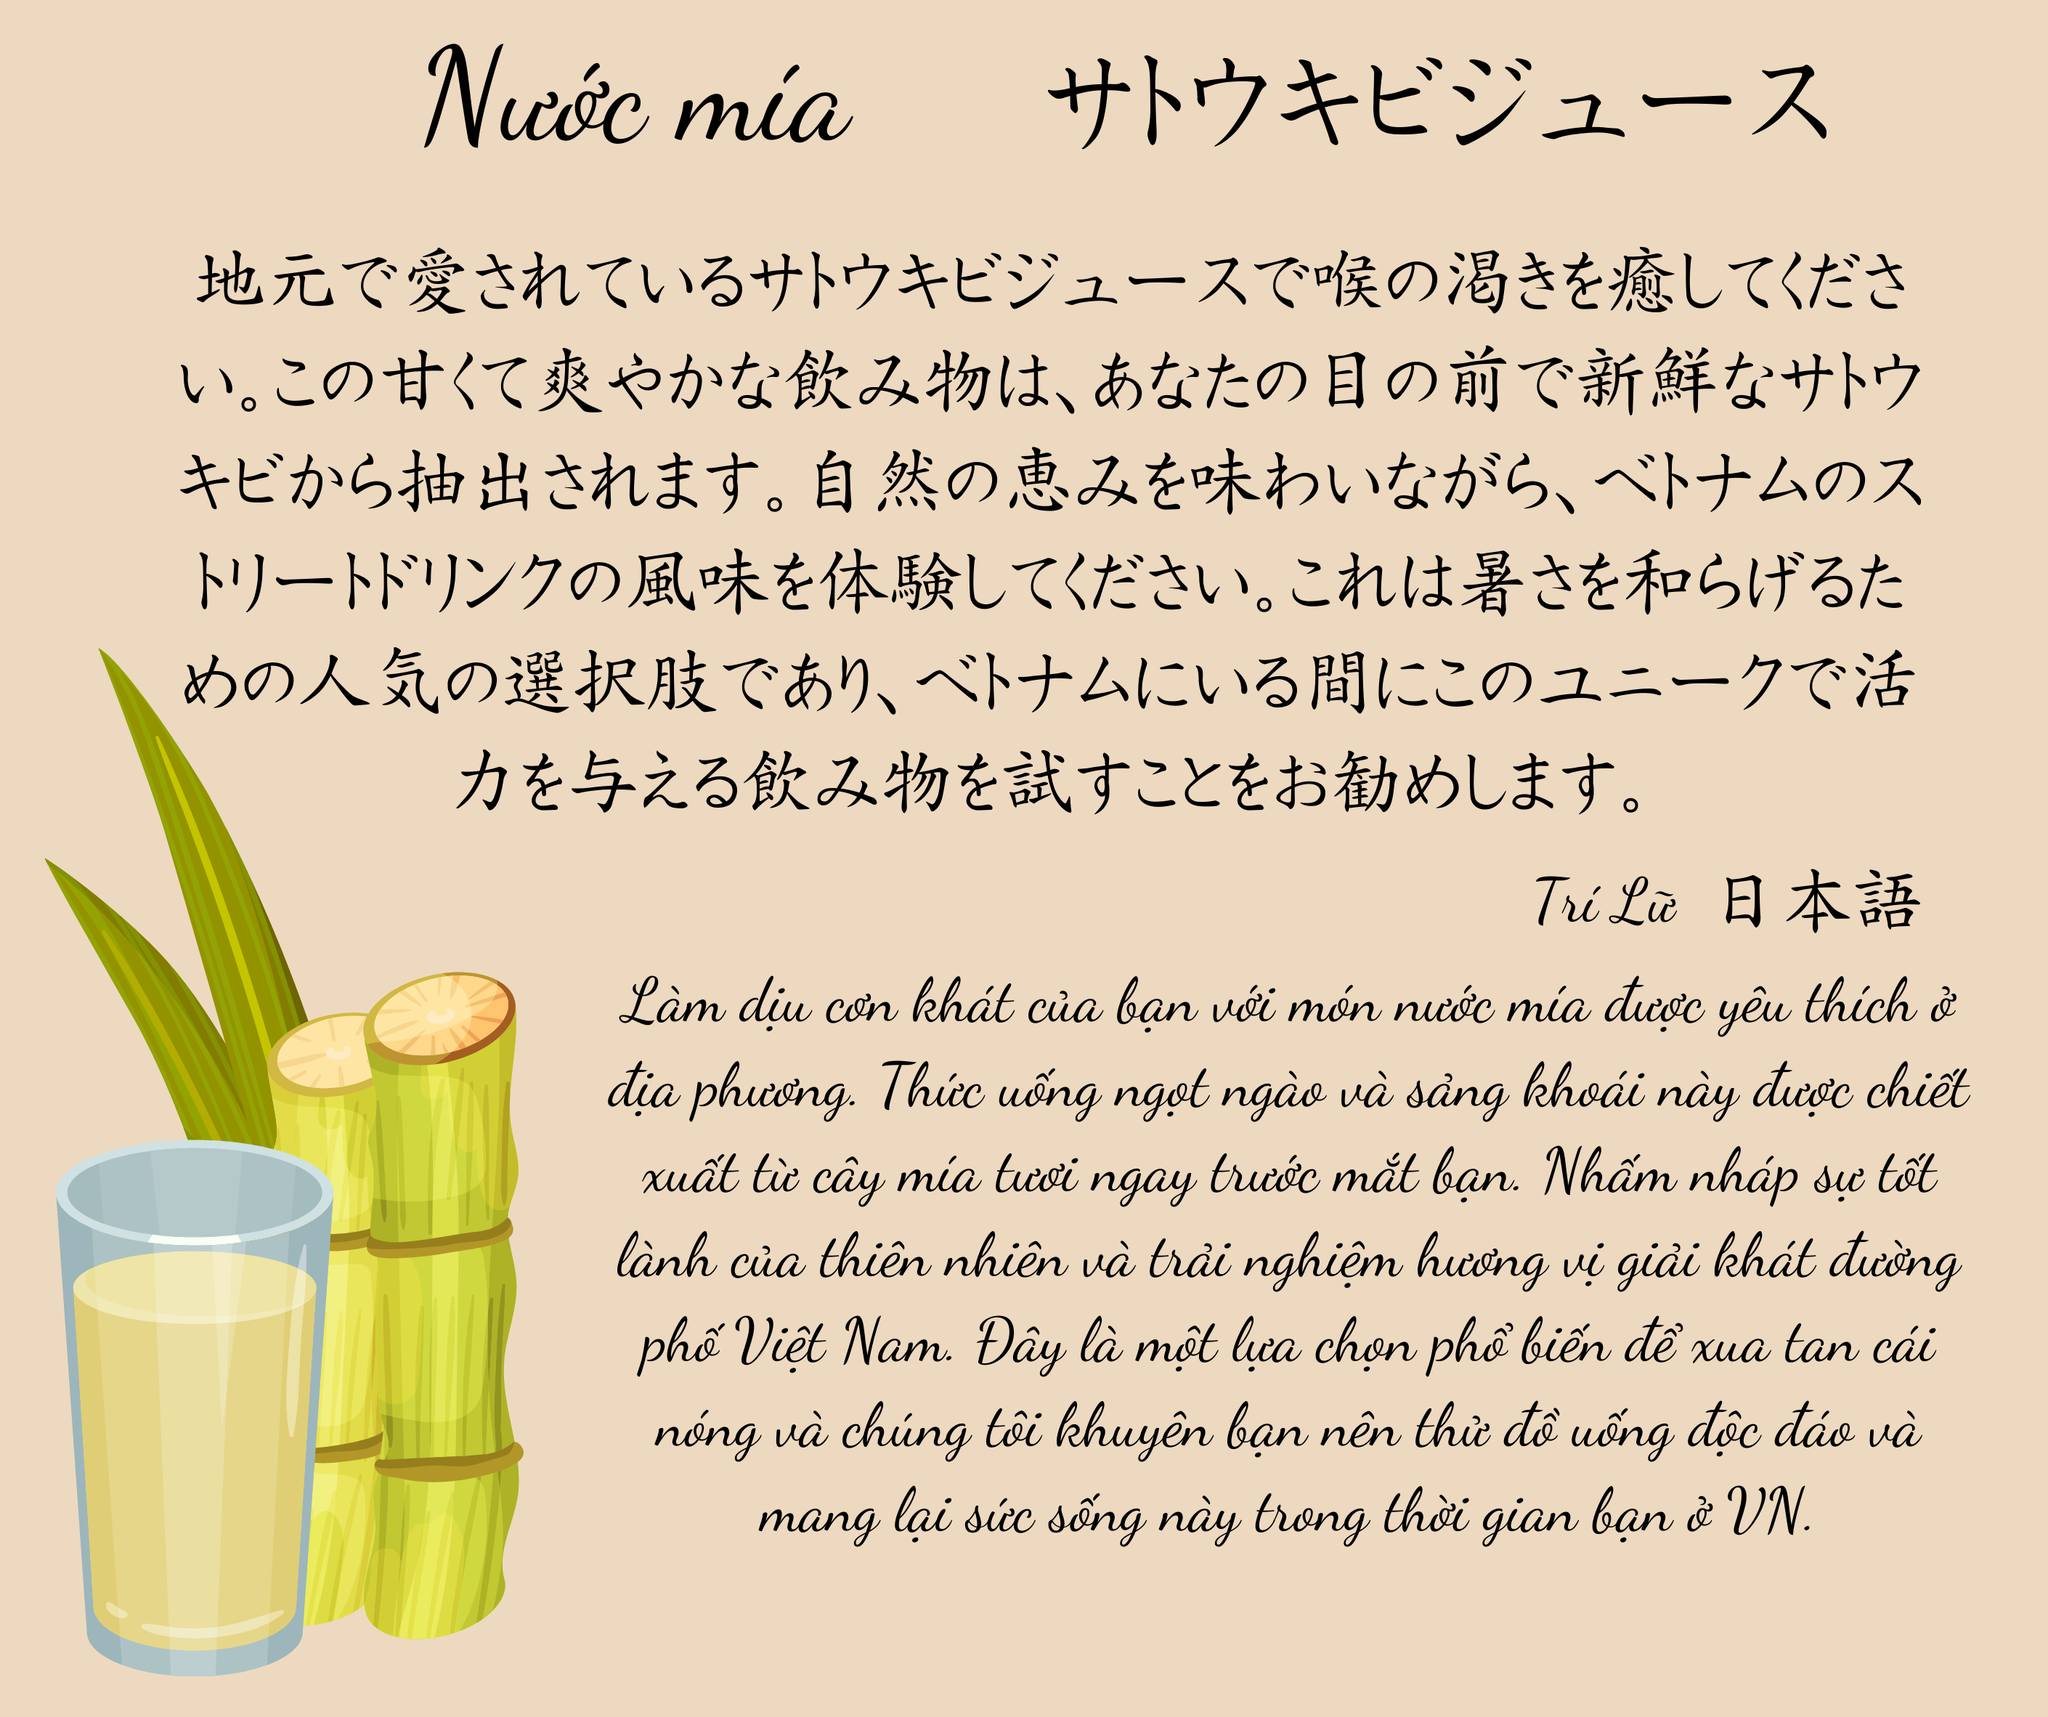 Nước mía サトウキビジュース
地元で愛されているサトウキビジュースで喉の渇きを癒してくださ
い。この甘くて爽やかな飲み物は、あなたの目の前で新鮮なサトウ
キビから抽出されます。自然の恵みを味わいながら、ベトナムのス
トリートドリンクの風味を体験してください。これは暑さを和らげるた
めの人気の選択肢であり、ベトナムにいる間にこのユニークで活
力を与える飲み物を試すことをお勧めします。
Trí Lữ 日本語
Làm dịu cơn khát của bạn với món nước mía được yêu thích ở
địa phương. Thức uống ngọt ngào và sảng khoái này được chiết
xuất từ cây mía tươi ngay trước mắt bạn. Nhấm nháp sự tốt
lành của thiên nhiên và trải nghiệm hương vị giải khát đường
phố Việt Nam. Đây là một lựa chọn phổ biến để xua tan cái
nóng và chúng tôi khuyên bạn nên thử đồ uống độc đáo và
mang lại sức sống này trong thời gian bạn ở VN.